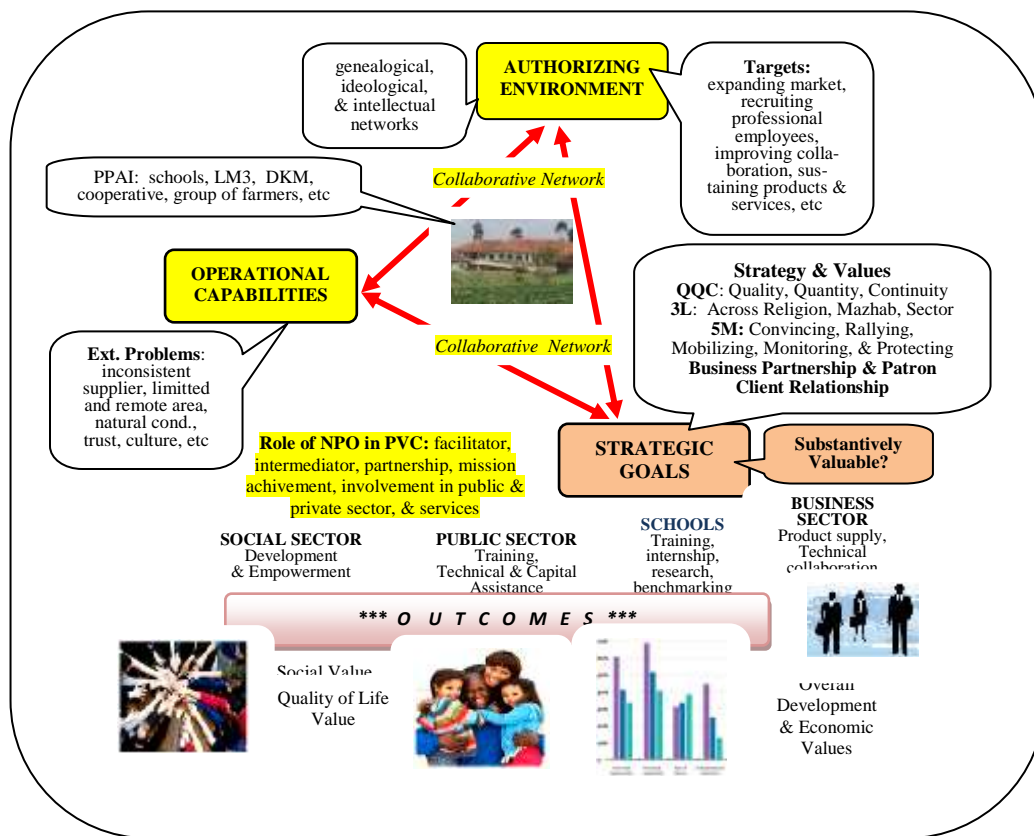 genealogical,
ideological,
& intellectual
networks
AUTHORIZING
ENVIRONMENT
Targets:
expanding market,
recruiting
professional
employees,
improving colla-
boration, sus-
taining products &
services, etc
PPAI: schools, LM3, DKM,
cooperative, group of farmers, etc
Collaborative Network
OPERATIONAL
CAPABILITIES
Strategy & Values
QQC: Quality, Quantity, Continuity
3L: Across Religion, Mazhab, Sector
5M: Convincing, Rallying,
Mobilizing, Monitoring, & Protecting
Business Partnership & Patron
Client Relationship
Collaborative Network
Ext. Problems:
inconsistent
supplier, limitted
and remote area,
natural cond.,
trust, culture, etc
Role of NPO in PVC: facilitator,
intermediator, partnership, mission
achivement, involvement in public &
private sector, & services
STRATEGIC
GOALS
Substantively
Valuable?
SOCIAL SECTOR
Development
& Empowerment
PUBLIC SECTOR
Training,
Technical & Capital
Assistance
SCHOOLS
Training,
internship,
research,
benchmarking
BUSINESS
SECTOR
Product supply,
Technical
collaboration
*** O U T C O M E S ***
Social Value
Quality of Life
Value
Overall
Development
& Economic
Values